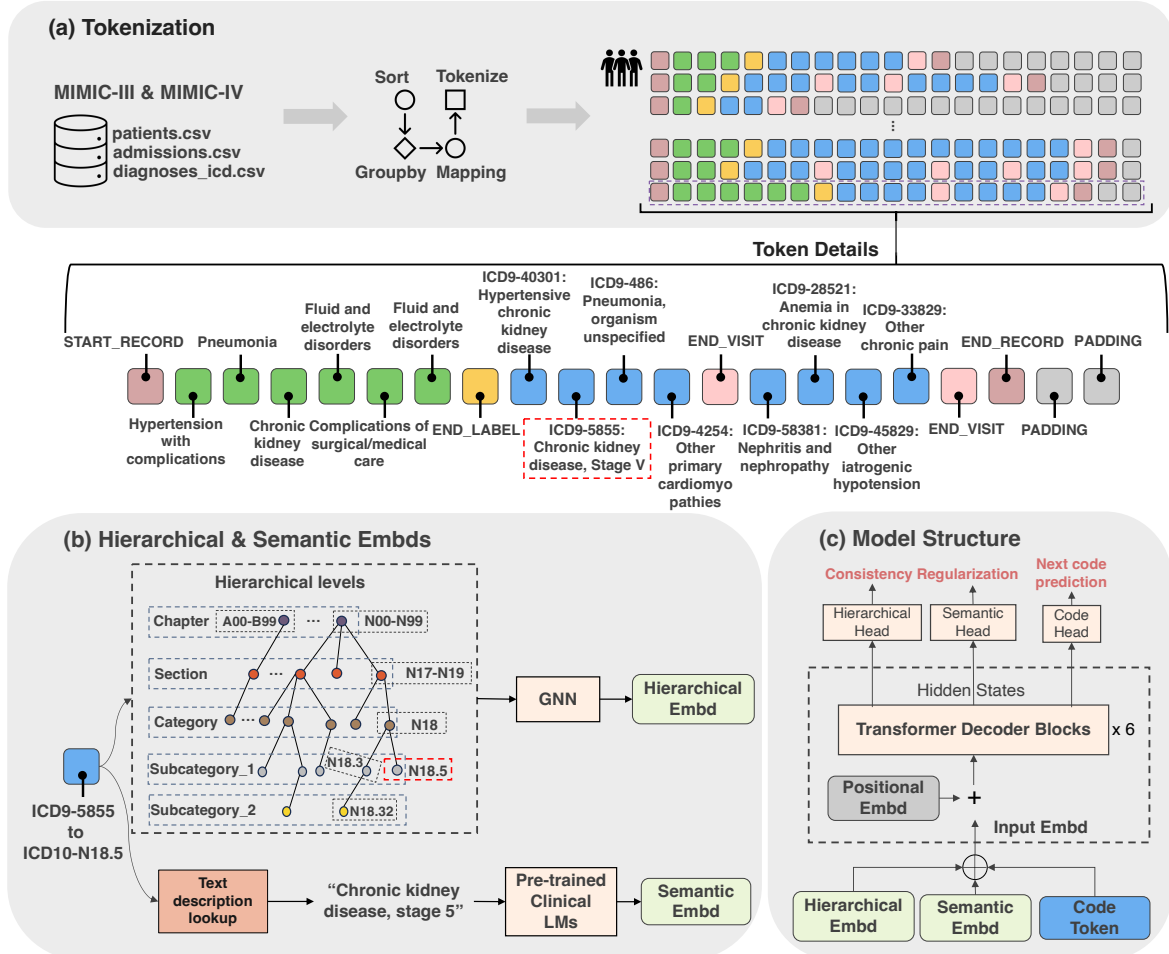 (a) Tokenization
MIMIC-III & MIMIC-IV
patients.csv
admissions.csv
diagnoses_icd.csv
Sort
Tokenize
Groupby
Mapping
...
Token Details
START_RECORD
Pneumonia
Fluid and
electrolyte
disorders
Fluid and
electrolyte
disorders
ICD9-40301:
Hypertensive
chronic
kidney
disease
ICD9-486:
Pneumonia,
organism
unspecified
END_VISIT
ICD9-28521:
Anemia in
chronic kidney
disease
ICD9-33829:
Other
chronic pain
END_RECORD
PADDING
Hypertension
with
complications
Chronic
kidney
disease
Complications of
surgical/medical
care
END_LABEL
ICD9-5855:
Chronic kidney
disease, Stage V
ICD9-4254:
Other
primary
cardiomyo
pathies
ICD9-58381:
Nephritis and
nephropathy
ICD9-45829:
Other
iatrogenic
hypotension
END_VISIT
PADDING
(b) Hierarchical & Semantic Embds
Hierarchical levels
Chapter
A00-B99
...
N00-N99
Section
...
N17-N19
Category
...
N18
Subcategory_1
N18.3
N18.5
Subcategory_2
N18.32
GNN
Hierarchical
Embd
ICD9-5855
to
ICD10-N18.5
Text
description
lookup
“Chronic kidney
disease, stage 5”
Pre-trained
Clinical
LMs
Semantic
Embd
(c) Model Structure
Consistency Regularization
Next code
prediction
Hierarchical
Head
Semantic
Head
Code
Head
Hidden States
Transformer Decoder Blocks
x 6
Positional
Embd
+
Input Embd
Hierarchical
Embd
Semantic
Embd
Code
Token